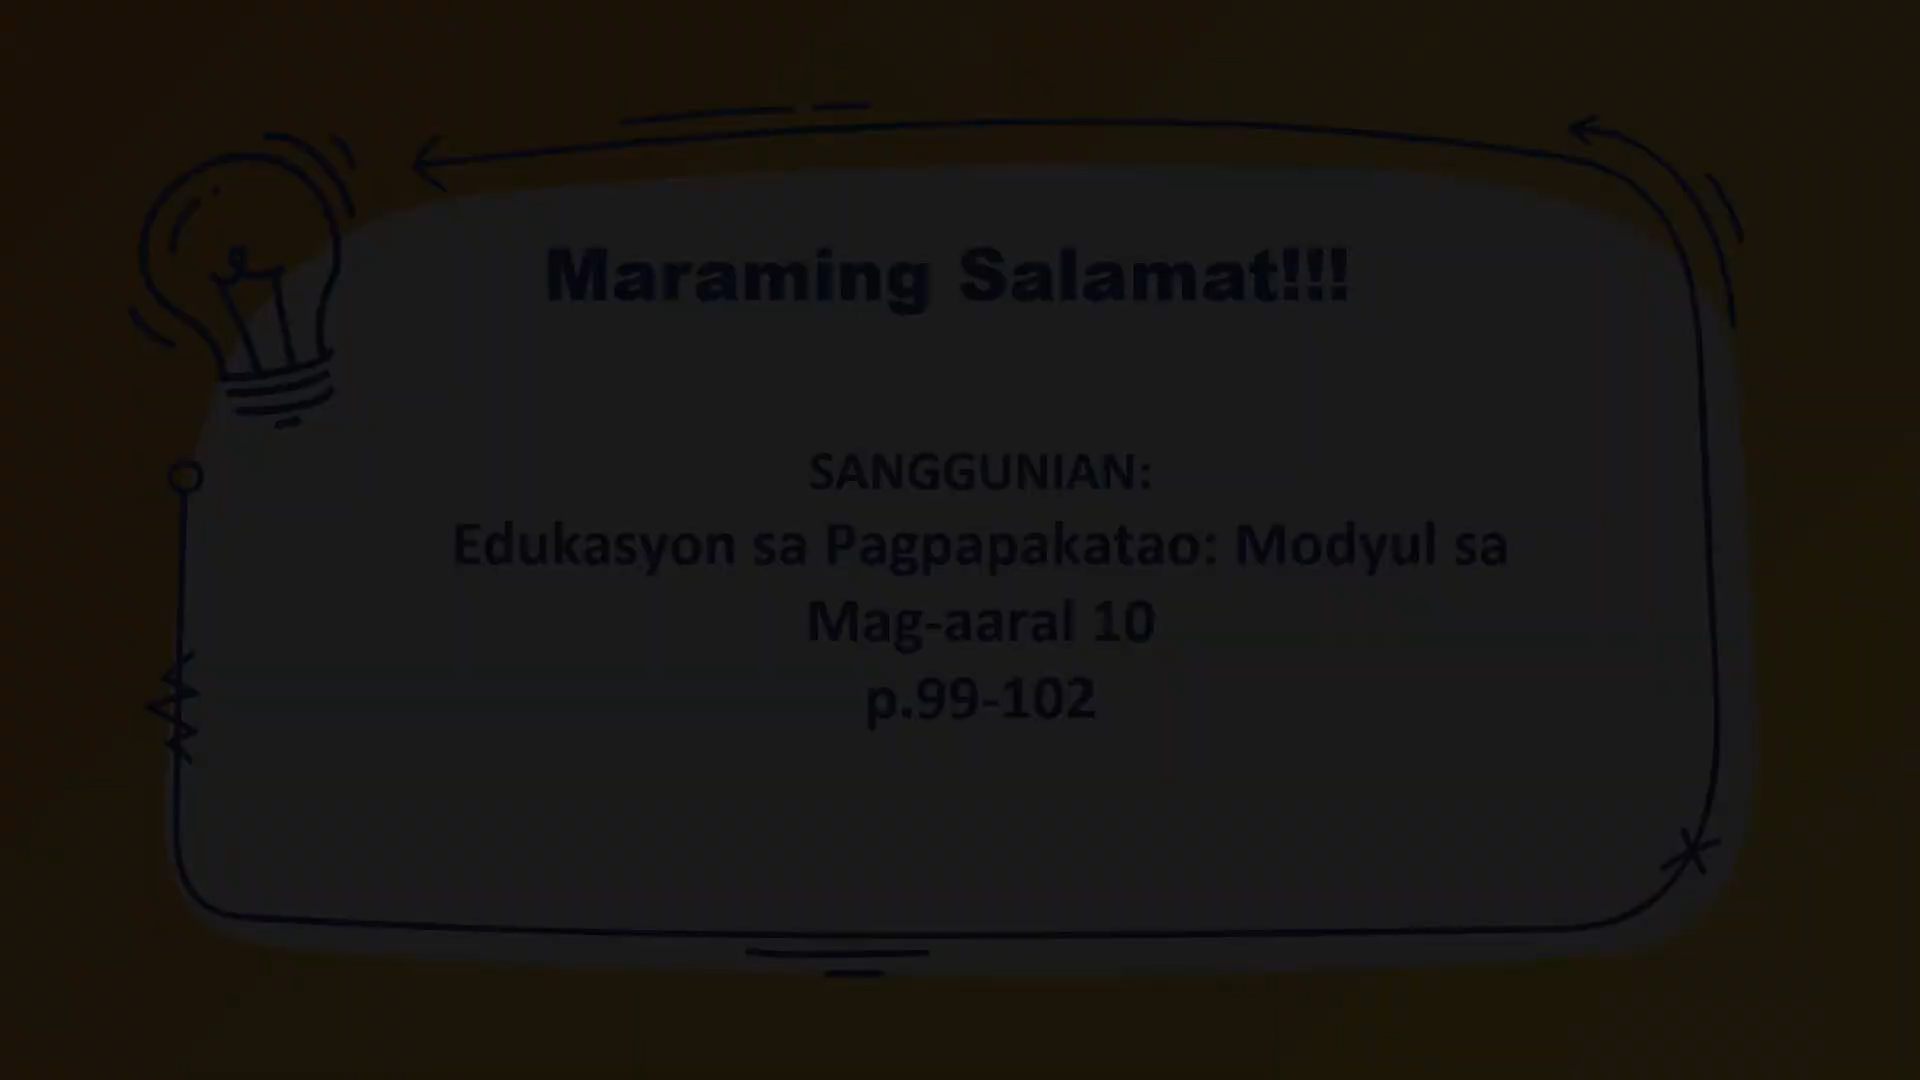 Maraming Salamat!!!
SANGGUNIAN:
Edukasyon sa Pagpapakatao: Modyul sa
Mag-aaral 10
p.99-102